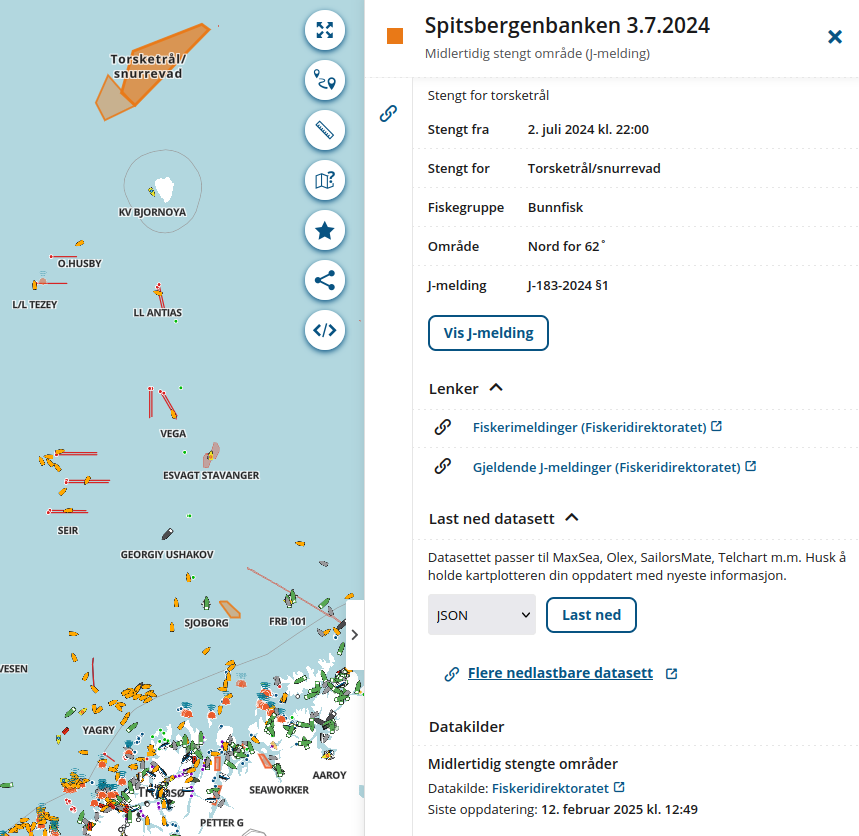 Torsketrål/
snurrevad
KV BJORNOYA
O.HUSBY
L/L TEZEY
LL ANTIAS
VEGA
ESVAGT STAVANGER
SEIR
GEORGIY USHAKOV
SJOBORG
FRB 101
VESEN
YAGRY
AAROY
SEAWORKER
PETTER G
Spitsbergenbanken 3.7.2024
Midlertidig stengt område (J-melding)
Stengt for torsketrål
Stengt fra 2. juli 2024 kl. 22:00
Stengt for Torsketrål/snurrevad
Fiskegruppe Bunnfisk
Område Nord for 62°
J-melding J-183-2024 §1
Vis J-melding
Lenker
Fiskerimeldinger (Fiskeridirektoratet)
Gjeldende J-meldinger (Fiskeridirektoratet)
Last ned datasett
Datasettet passer til MaxSea, Olex, SailorsMate, Telchart m.m. Husk å
holde kartplotteren din oppdatert med nyeste informasjon.
JSON Last ned
Flere nedlastbare datasett
Datakilder
Midlertidig stengte områder
Datakilde: Fiskeridirektoratet
Siste oppdatering: 12. februar 2025 kl. 12:49